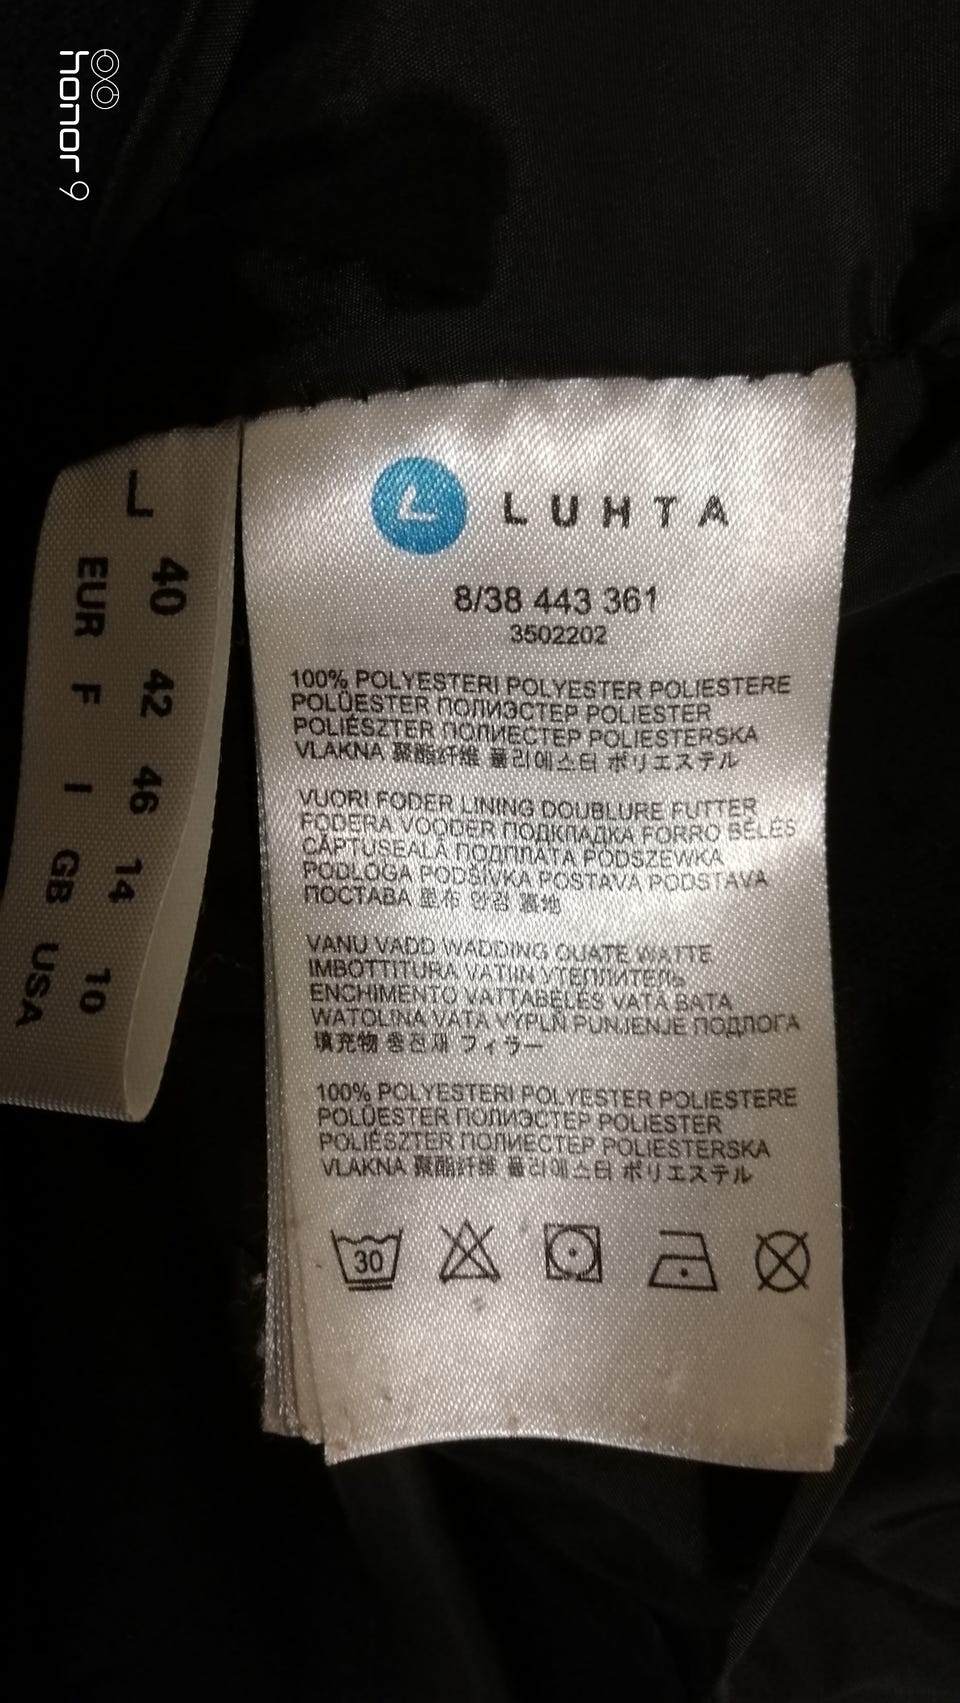 honor 9
L
40 42 46 14 10
EUR F I GB USA
LUHTA
8/38 443 361
3502202
100% POLYESTERI POLYESTER POLIESTERE
POLÜESTER ПОЛИЭСТЕР POLIESTER
POLIÉSZTER ПОЛИЕСТЕР POLIESTERSKA
VLAKNA 聚酯纤维 폴리에스터 ポリエステル
VUORI FODER LINING DOUBLURE FUTTER
FODERA VOODER ПОДКЛАДКА FORRO BÉLÉS
CĂPTUSEALĂ ПОДПЛАТА PODSZEWKA
PODLOGA PODŠÍVKA POSTAVA PODSTAVA
ПОСТАВА 里布 안감 裏地
VANU VADD WADDING OUATE WATTE
IMBOTTITURA VATIIN УТЕПЛИТЕЛЬ
ENCHIMENTO VATTABÉLÉS VATĂ ВАТА
WATOLINA VATA VÝPLŇ PUNJENJE ПОДЛОГА
填充物 충전재 フィラー
100% POLYESTERI POLYESTER POLIESTERE
POLÜESTER ПОЛИЭСТЕР POLIESTER
POLIÉSZTER ПОЛИЕСТЕР POLIESTERSKA
VLAKNA 聚酯纤维 폴리에스터 ポリエステル
30